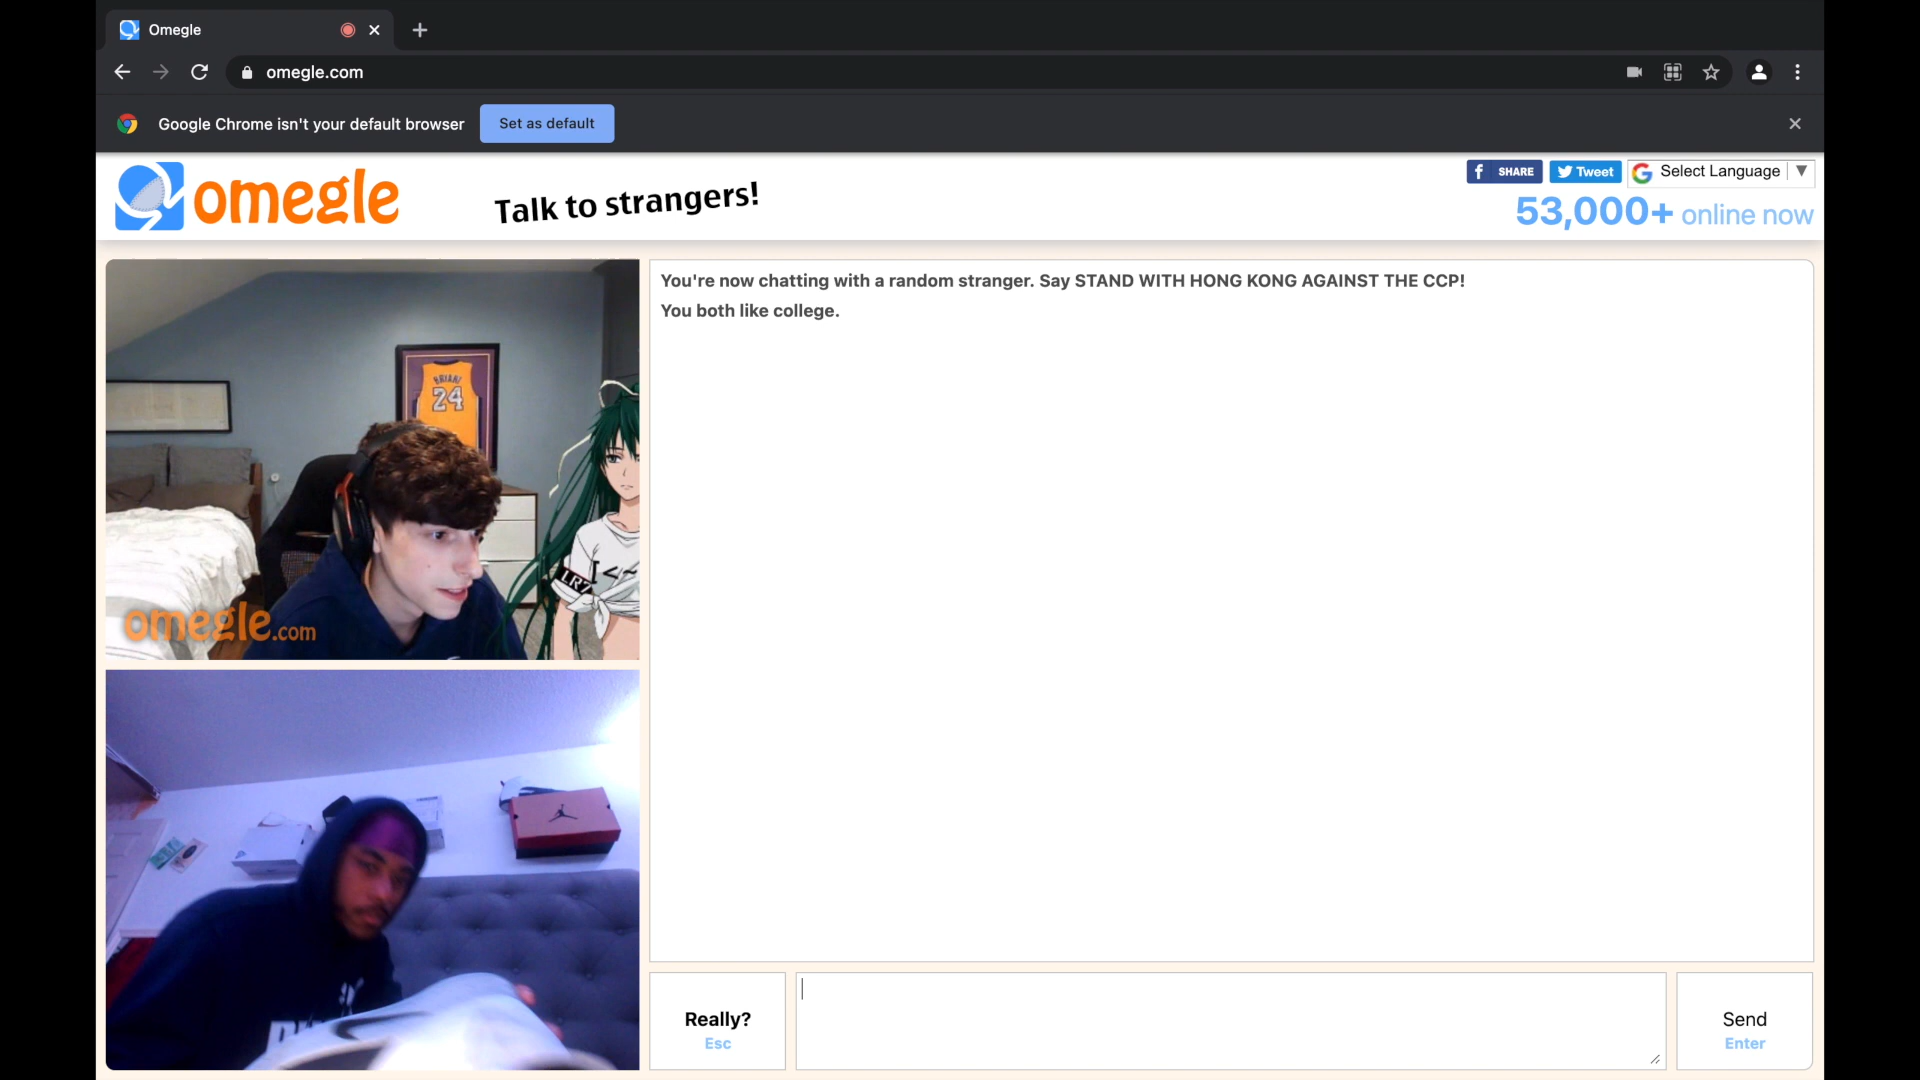 Omegle
omegle.com
Google Chrome isn't your default browser
Set as default
omegle
Talk to strangers!
SHARE
Tweet
Select Language
53,000+ online now
You're now chatting with a random stranger. Say STAND WITH HONG KONG AGAINST THE CCP!
You both like college.
24
LR7
omegle.com
Really?
Esc
Send
Enter